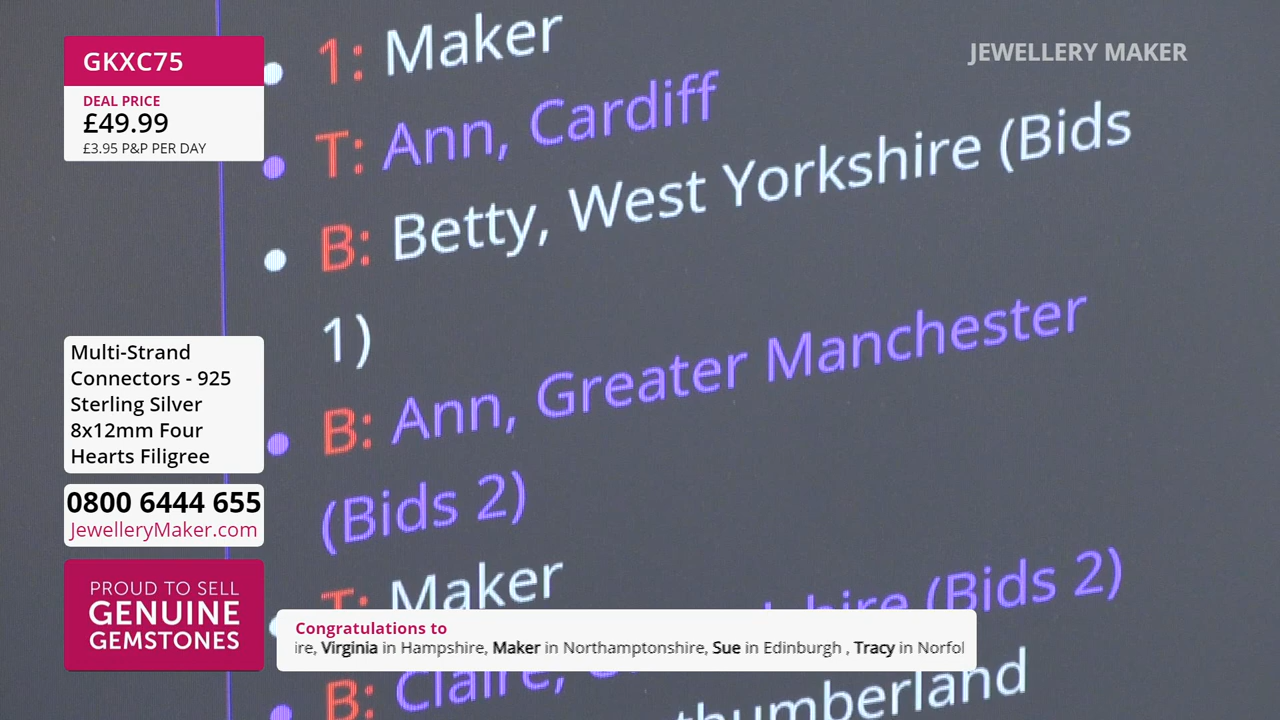 GKXC75
DEAL PRICE
£49.99
£3.95 P&P PER DAY
JEWELLERY MAKER
1: Maker
T: Ann, Cardiff
B: Betty, West Yorkshire (Bids
1)
B: Ann, Greater Manchester
(Bids 2)
T: Maker
(Bids 2)
B: Claire,
Multi-Strand
Connectors - 925
Sterling Silver
8x12mm Four
Hearts Filigree
0800 6444 655
JewelleryMaker.com
PROUD TO SELL
GENUINE
GEMSTONES
Congratulations to
ire, Virginia in Hampshire, Maker in Northamptonshire, Sue in Edinburgh , Tracy in Norfol